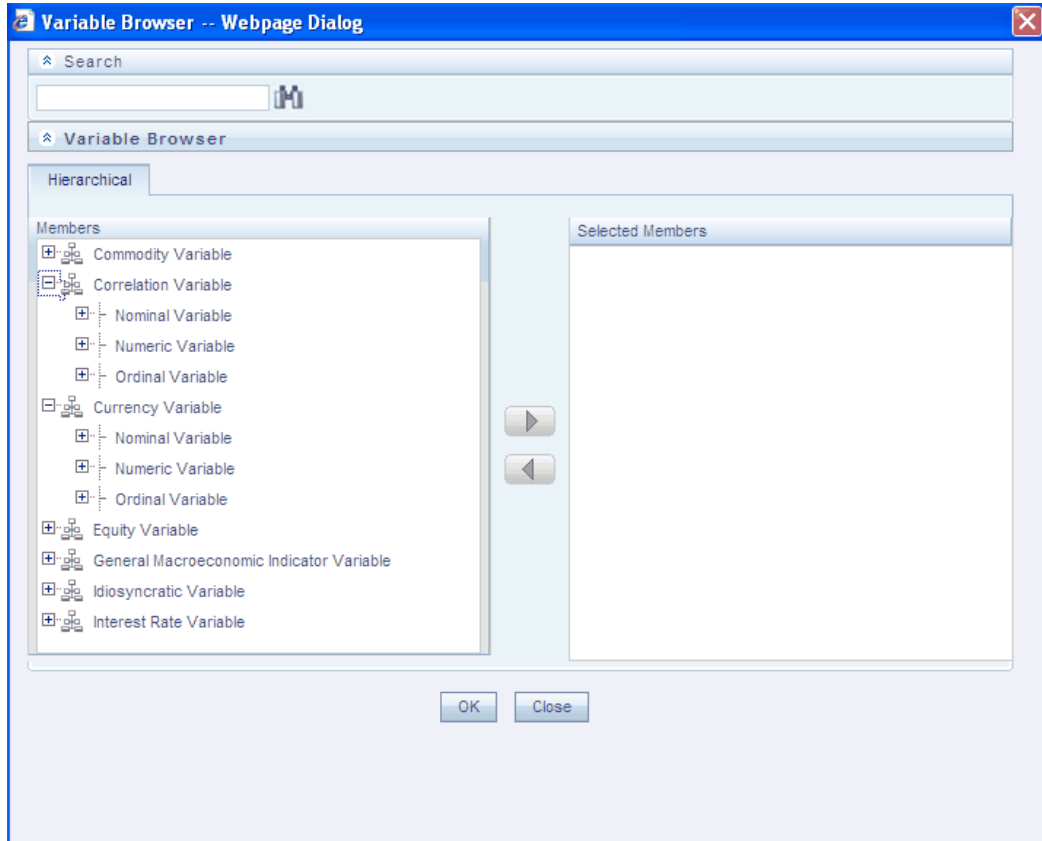 Variable Browser -- Webpage Dialog
Search
Variable Browser
Hierarchical
Members
Commodity Variable
Correlation Variable
Nominal Variable
Numeric Variable
Ordinal Variable
Currency Variable
Nominal Variable
Numeric Variable
Ordinal Variable
Equity Variable
General Macroeconomic Indicator Variable
Idiosyncratic Variable
Interest Rate Variable
Selected Members
OK Close